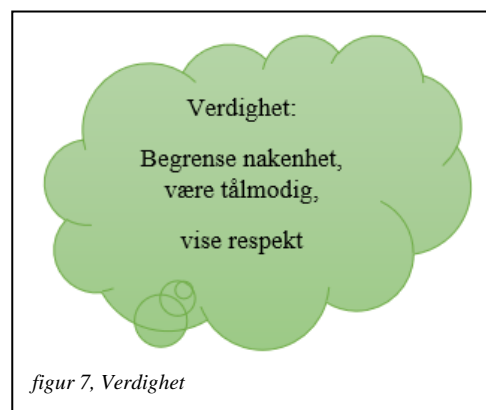 Verdighet:
Begrense nakenhet,
være tålmodig,
vise respekt
figur 7, Verdighet